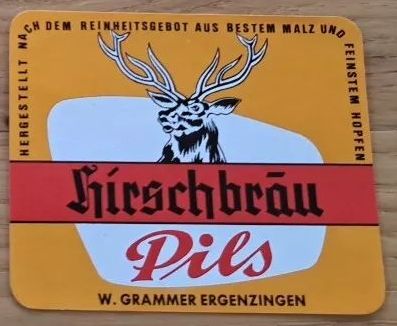 HERGESTELLT NACH DEM REINHEITSGEBOT AUS BESTEM MALZ UND FEINSTEM HOPFEN
Hirschbräu
Pils
W. GRAMMER ERGENZINGEN